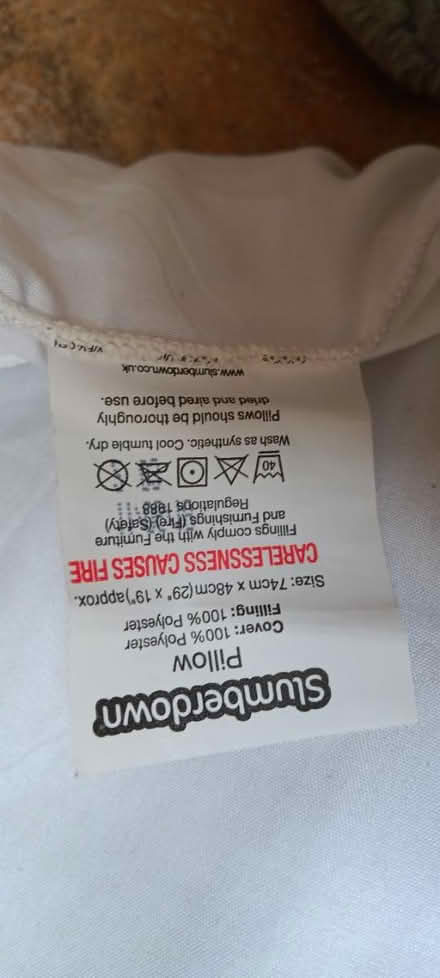 Slumberdown
Pillow
Cover: 100% Polyester
Filling: 100% Polyester
Size: 74cm x 48cm (29" x 19")approx.
CARELESSNESS CAUSES FIRE
Fillings comply with the Furniture
and Furnishings (Fire) (Safety)
Regulations 1988
40
Wash as synthetic. Cool tumble dry.
Pillows should be thoroughly
dried and aired before use.
www.slumberdown.co.uk